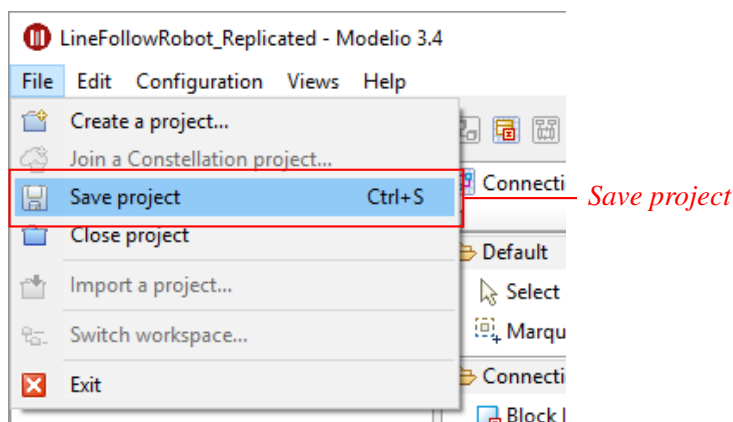 LineFollowRobot_Replicated - Modelio 3.4
File Edit Configuration Views Help
Create a project...
Join a Constellation project...
Save project Ctrl+S
Close project
Import a project...
Switch workspace...
Exit
Connecti
Default
Select
Marqu
Connecti
Block I
Save project